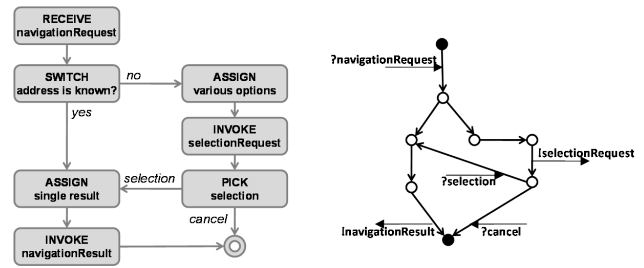 RECEIVE
navigationRequest
SWITCH
address is known?
no
yes
ASSIGN
various options
INVOKE
selectionRequest
ASSIGN
single result
selection
PICK
selection
cancel
INVOKE
navigationResult
?navigationRequest
!selectionRequest
?selection
!navigationResult
?cancel